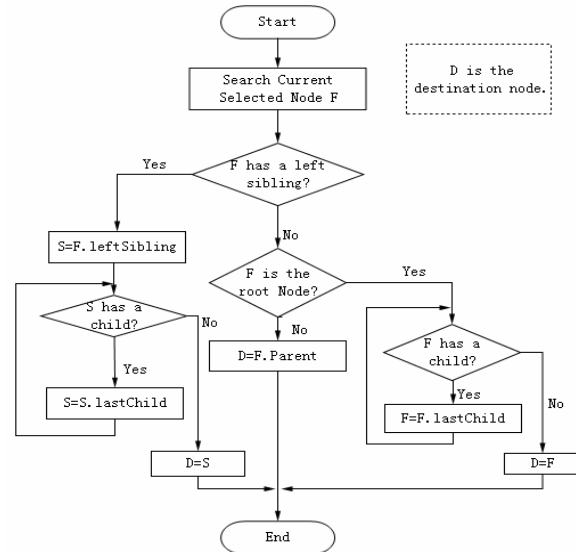 Start
Search Current
Selected Node F
D is the
destination node.
F has a left
sibling?
Yes
S=F.leftSibling
No
F is the
root Node?
Yes
S has a
child?
No
No
F has a
child?
D=F.Parent
Yes
Yes
S=S.lastChild
F=F.lastChild
No
D=S
D=F
End